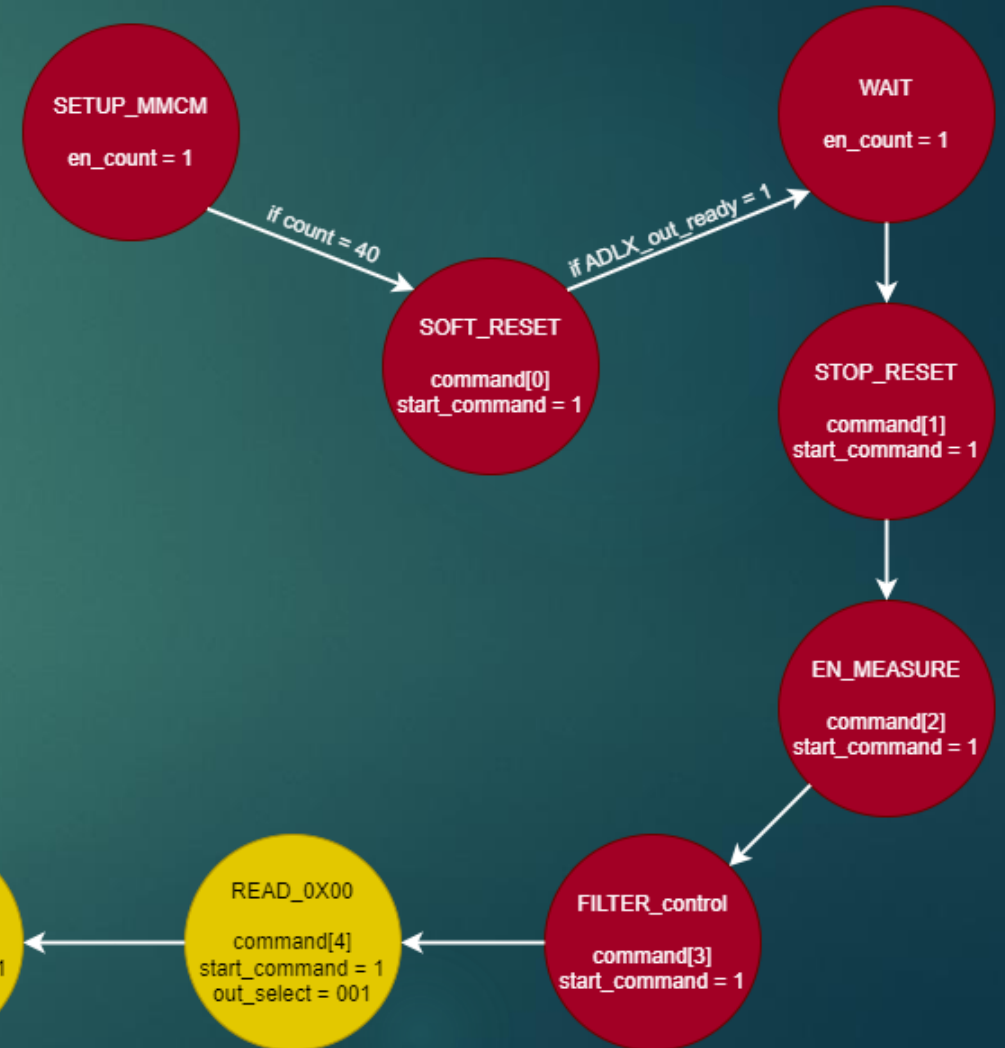 SETUP_MMCM
en_count = 1
if count = 40
SOFT_RESET
command[0]
start_command = 1
if ADLX_out_ready = 1
WAIT
en_count = 1
STOP_RESET
command[1]
start_command = 1
EN_MEASURE
command[2]
start_command = 1
FILTER_control
command[3]
start_command = 1
READ_0X00
command[4]
start_command = 1
out_select = 001
1